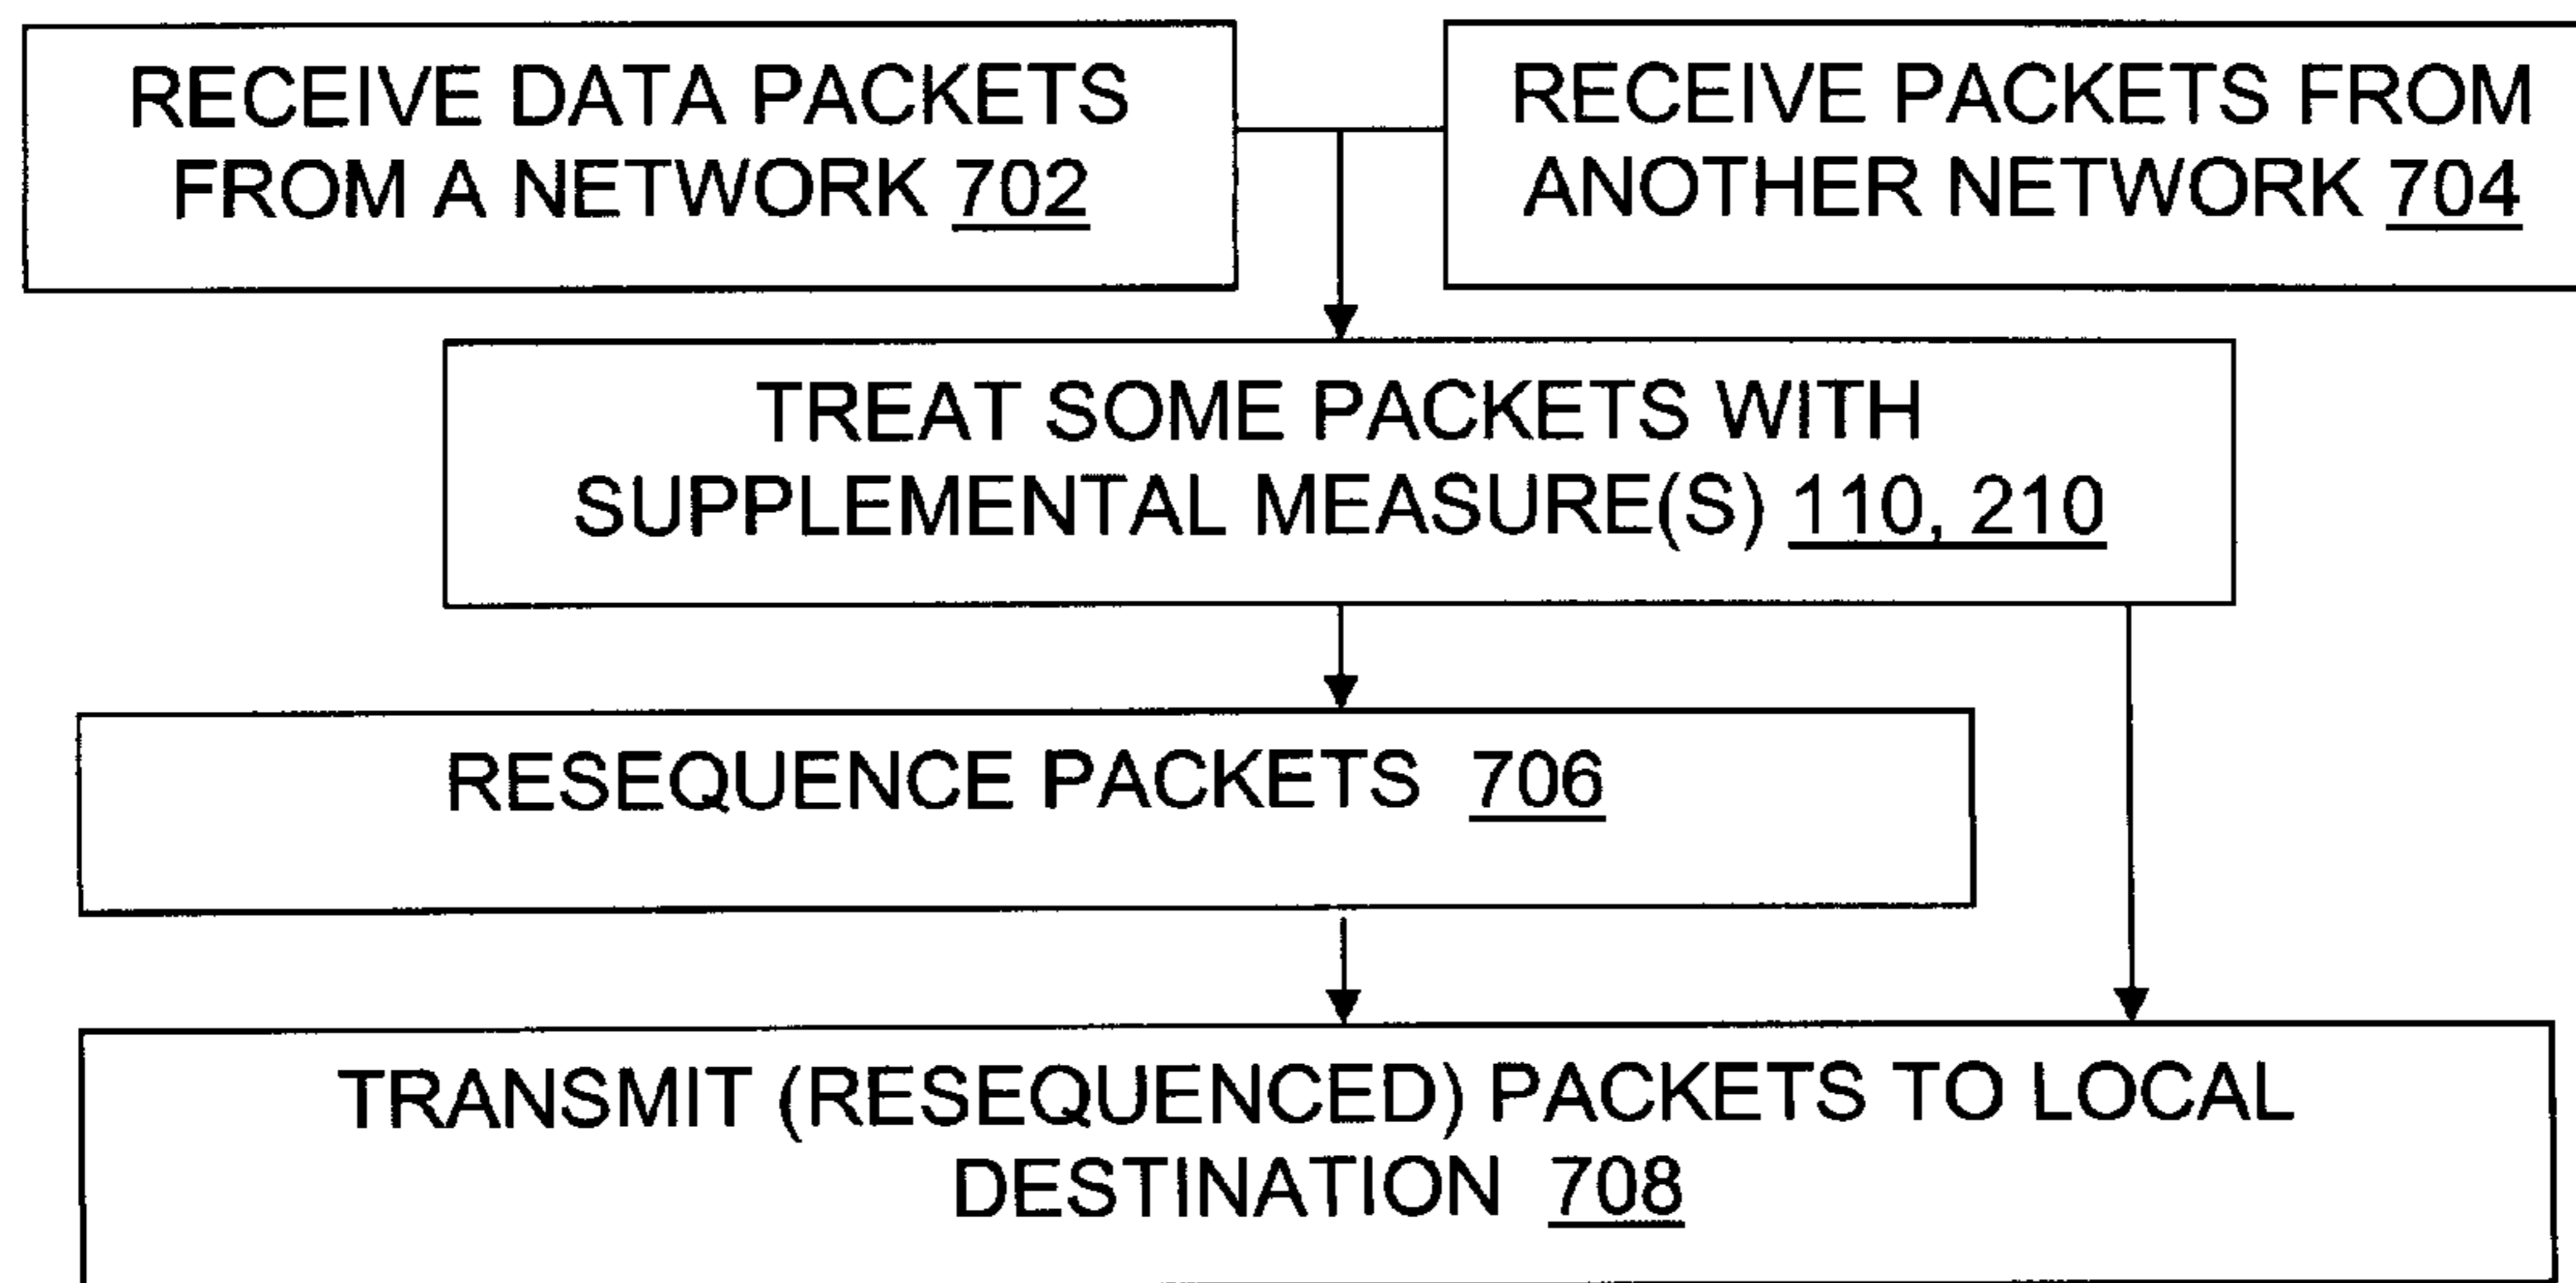 RECEIVE DATA PACKETS
FROM A NETWORK 702
RECEIVE PACKETS FROM
ANOTHER NETWORK 704
TREAT SOME PACKETS WITH
SUPPLEMENTAL MEASURE(S) 110, 210
RESEQUENCE PACKETS 706
TRANSMIT (RESEQUENCED) PACKETS TO LOCAL
DESTINATION 708